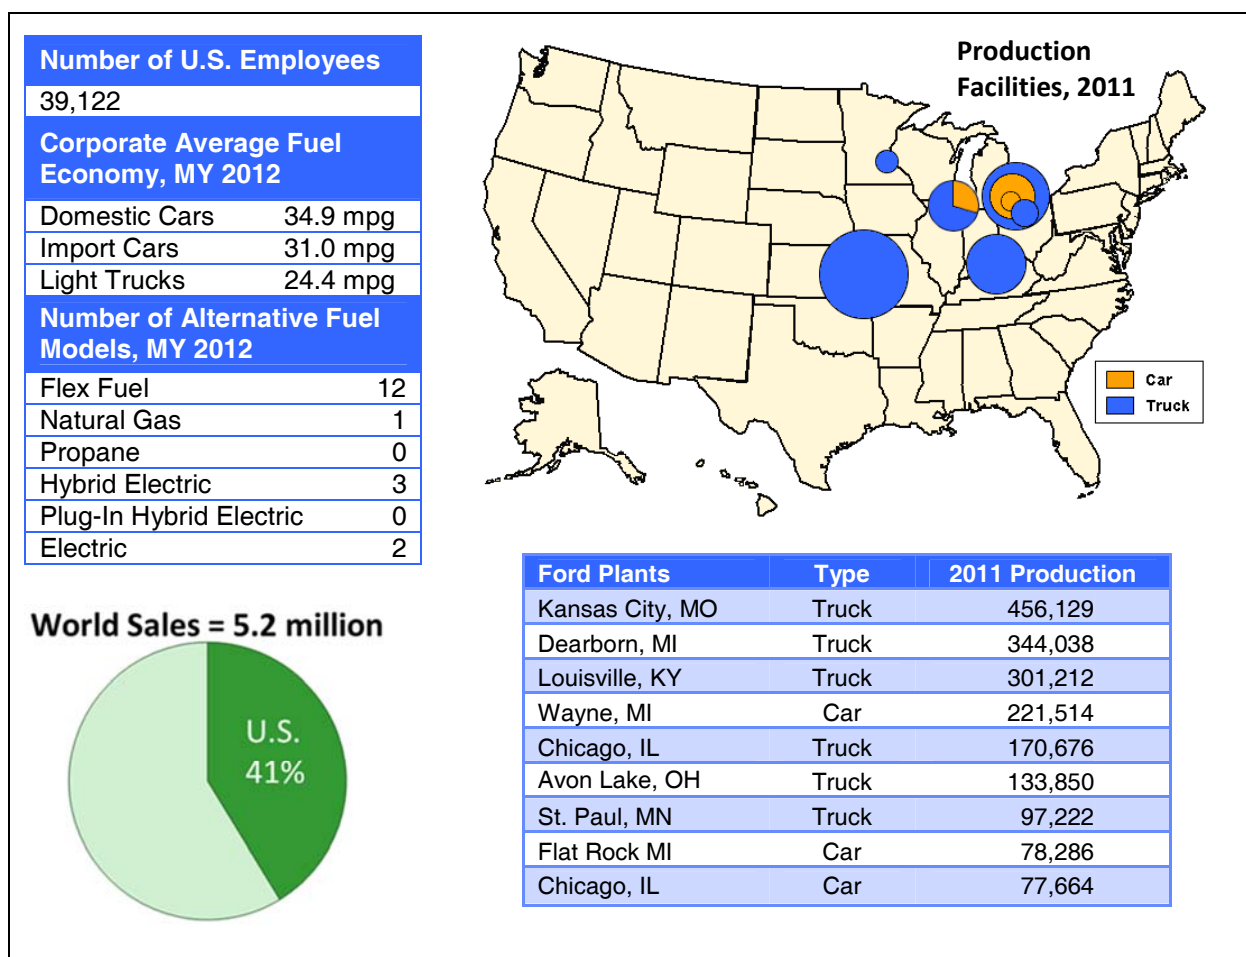 Number of U.S. Employees
39,122
Corporate Average Fuel
Economy, MY 2012
Domestic Cars 34.9 mpg
Import Cars 31.0 mpg
Light Trucks 24.4 mpg
Number of Alternative Fuel
Models, MY 2012
Flex Fuel 12
Natural Gas 1
Propane 0
Hybrid Electric 3
Plug-In Hybrid Electric 0
Electric 2
World Sales = 5.2 million
U.S.
41%
Production
Facilities, 2011
Car
Truck
Ford Plants Type 2011 Production
Kansas City, MO Truck 456,129
Dearborn, MI Truck 344,038
Louisville, KY Truck 301,212
Wayne, MI Car 221,514
Chicago, IL Truck 170,676
Avon Lake, OH Truck 133,850
St. Paul, MN Truck 97,222
Flat Rock MI Car 78,286
Chicago, IL Car 77,664